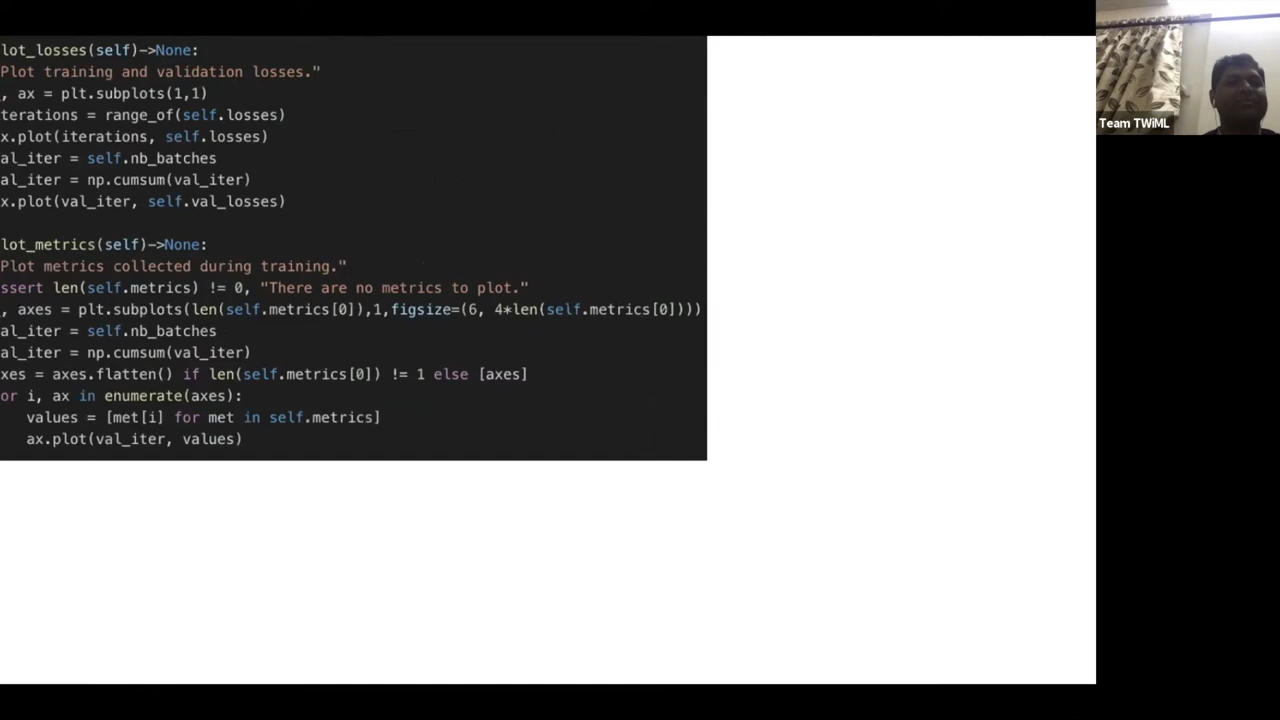 lot_losses(self)->None:
Plot training and validation losses."
, ax = plt.subplots(1,1)
terations = range_of(self.losses)
x.plot(iterations, self.losses)
al_iter = self.nb_batches
al_iter = np.cumsum(val_iter)
x.plot(val_iter, self.val_losses)
lot_metrics(self)->None:
Plot metrics collected during training."
ssert len(self.metrics) != 0, "There are no metrics to plot."
, axes = plt.subplots(len(self.metrics[0]),1,figsize=(6, 4*len(self.metrics[0])))
al_iter = self.nb_batches
al_iter = np.cumsum(val_iter)
xes = axes.flatten() if len(self.metrics[0]) != 1 else [axes]
or i, ax in enumerate(axes):
values = [met[i] for met in self.metrics]
ax.plot(val_iter, values)
Team TWiML